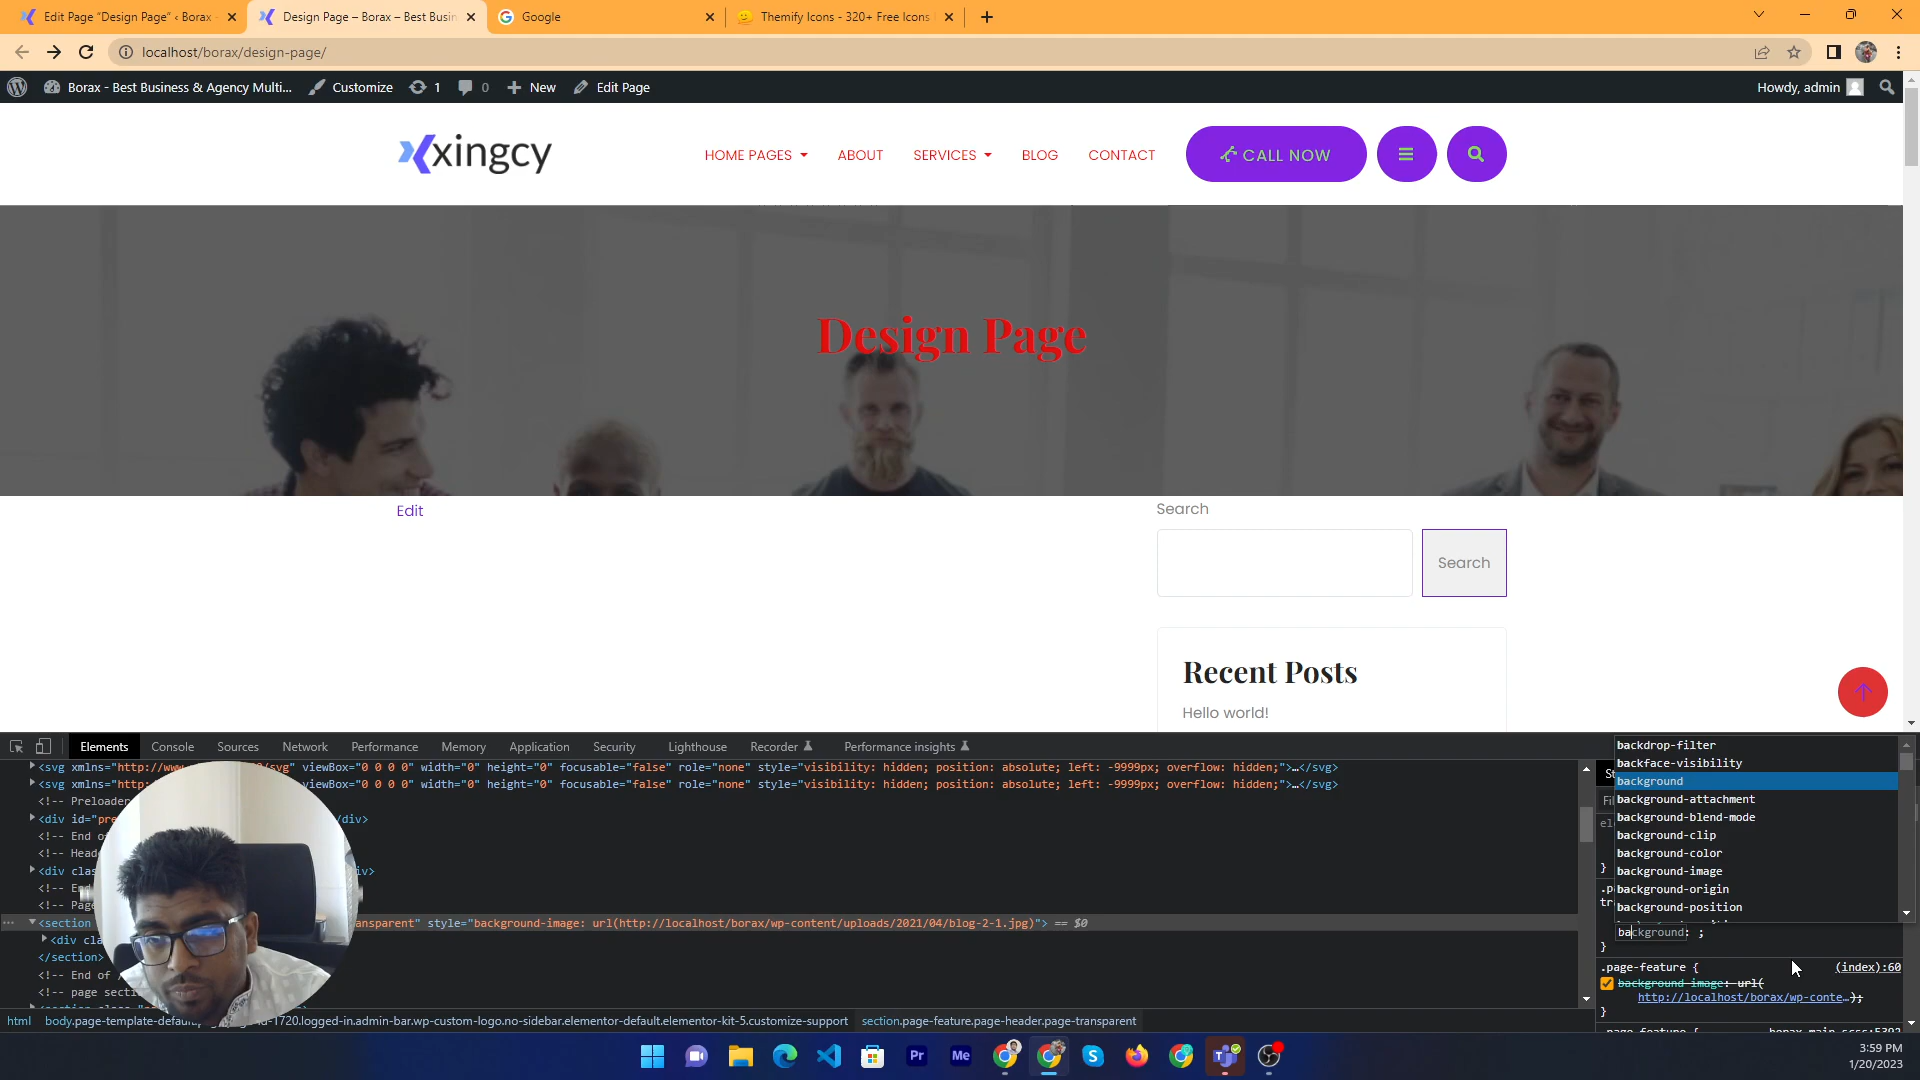 Edit Page “Design Page” ‹ Borax
Design Page – Borax – Best Busin
Google
Themify Icons - 320+ Free Icons
localhost/borax/design-page/
Borax - Best Business & Agency Multi...
Customize
1
0
New
Edit Page
Howdy, admin
xingcy
HOME PAGES
ABOUT
SERVICES
BLOG
CONTACT
CALL NOW
Design Page
Edit
Search
Search
Recent Posts
Hello world!
Elements
Console
Sources
Network
Performance
Memory
Application
Security
Lighthouse
Recorder
Performance insights
<svg xmlns="http://www. viewBox="0 0 0 0" width="0" height="0" focusable="false" role="none" style="visibility: hidden; position: absolute; left: -9999px; overflow: hidden;">…</svg>
<svg xmlns="http: viewBox="0 0 0 0" width="0" height="0" focusable="false" role="none" style="visibility: hidden; position: absolute; left: -9999px; overflow: hidden;">…</svg>
<!-- Preloader
<div id="pre /div>
<!-- End o
<!-- Head
<div clas iv>
<!-- En
<!-- Pag
<section ansparent" style="background-image: url(http://localhost/borax/wp-content/uploads/2021/04/blog-2-1.jpg)"> == $0
<div cla
</section>
<!-- End of
<!-- page secti
html
body.page-template-defau
-1720.logged-in.admin-bar.wp-custom-logo.no-sidebar.elementor-default.elementor-kit-5.customize-support
section.page-feature.page-header.page-transparent
backdrop-filter
backface-visibility
background
background-attachment
background-blend-mode
background-clip
background-color
background-image
background-origin
background-position
background: ;
}
.page-feature {
(index):60
background-image: url(
http://localhost/borax/wp-conte…);
}
Pr
Me
3:59 PM
1/20/2023